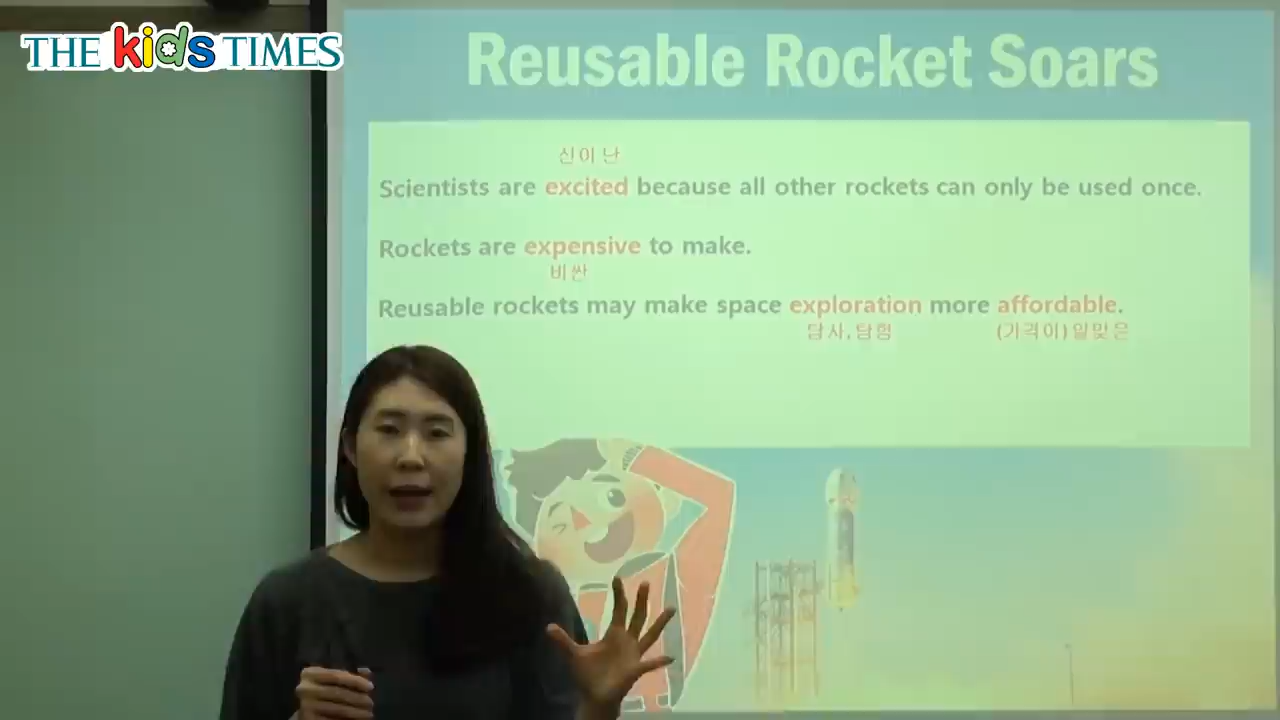 THE kids TIMES
Reusable Rocket Soars
신이 난
Scientists are excited because all other rockets can only be used once.
Rockets are expensive to make.
비싼
Reusable rockets may make space exploration more affordable.
탐사,탐험 (가격이)알맞은